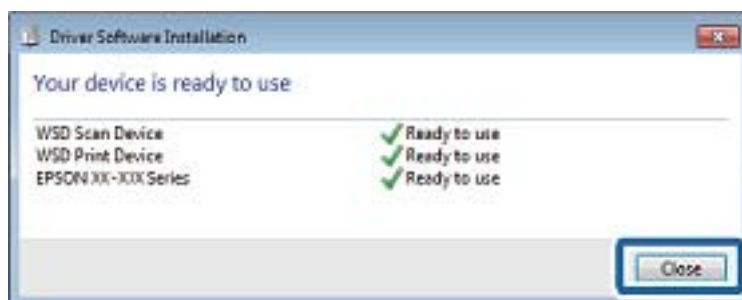 Driver Software Installation
Your device is ready to use
WSD Scan Device Ready to use
WSD Print Device Ready to use
EPSON XX-XXX Series Ready to use
Close